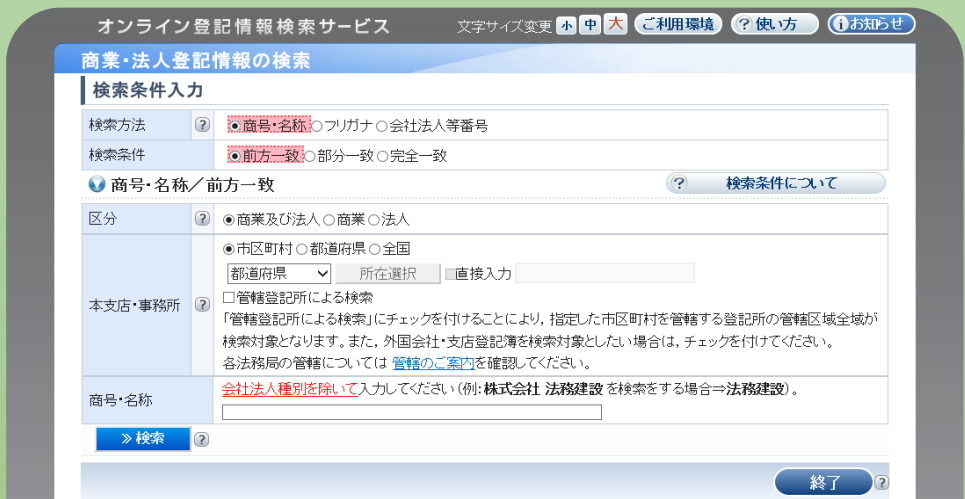 オンライン登記情報検索サービス 文字サイズ変更 小 中 大 ご利用環境 ? 使い方 i お知らせ
商業・法人登記情報の検索
検索条件入力
検索方法 ? 商号・名称 フリガナ 会社法人等番号
検索条件 前方一致 部分一致 完全一致
商号・名称／前方一致 ? 検索条件について
区分 ? 商業及び法人 商業 法人
市区町村 都道府県 全国
都道府県 所在選択 直接入力
本支店・事務所 ? 管轄登記所による検索
「管轄登記所による検索」にチェックを付けることにより，指定した市区町村を管轄する登記所の管轄区域全域が
検索対象となります。また，外国会社・支店登記簿を検索対象としたい場合は，チェックを付けてください。
各法務局の管轄については 管轄のご案内を確認してください。
商号・名称 会社法人種別を除いて入力してください（例:株式会社 法務建設 を検索をする場合⇒法務建設）。
≫検索 ?
終了 ?